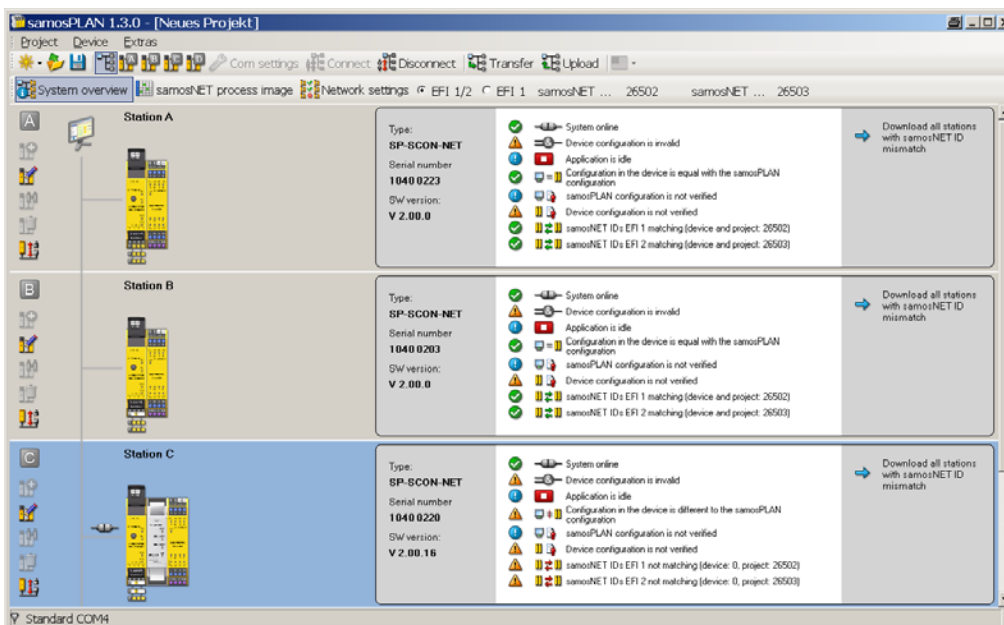 samosPLAN 1.3.0 - [Neues Projekt]
Project Device Extras
Com settings Connect Disconnect Transfer Upload
System overview samosNET process image Network settings EFI 1/2 EFI 1 samosNET ... 26502 samosNET ... 26503
A
Station A
Type:
SP-SCON-NET
Serial number
1040 0223
SW version:
V 2.00.0
System online
Device configuration is invalid
Application is idle
Configuration in the device is equal with the samosPLAN
configuration
samosPLAN configuration is not verified
Device configuration is not verified
samosNET IDs EFI 1 matching (device and project: 26502)
samosNET IDs EFI 2 matching (device and project: 26503)
Download all stations
with samosNET ID
mismatch
B
Station B
Type:
SP-SCON-NET
Serial number
1040 0203
SW version:
V 2.00.0
System online
Device configuration is invalid
Application is idle
Configuration in the device is equal with the samosPLAN
configuration
samosPLAN configuration is not verified
Device configuration is not verified
samosNET IDs EFI 1 matching (device and project: 26502)
samosNET IDs EFI 2 matching (device and project: 26503)
Download all stations
with samosNET ID
mismatch
C
Station C
Type:
SP-SCON-NET
Serial number
1040 0220
SW version:
V 2.00.16
System online
Device configuration is invalid
Application is idle
Configuration in the device is different to the samosPLAN
configuration
samosPLAN configuration is not verified
Device configuration is not verified
samosNET IDs EFI 1 not matching (device: 0, project: 26502)
samosNET IDs EFI 2 not matching (device: 0, project: 26503)
Download all stations
with samosNET ID
mismatch
Standard COM4